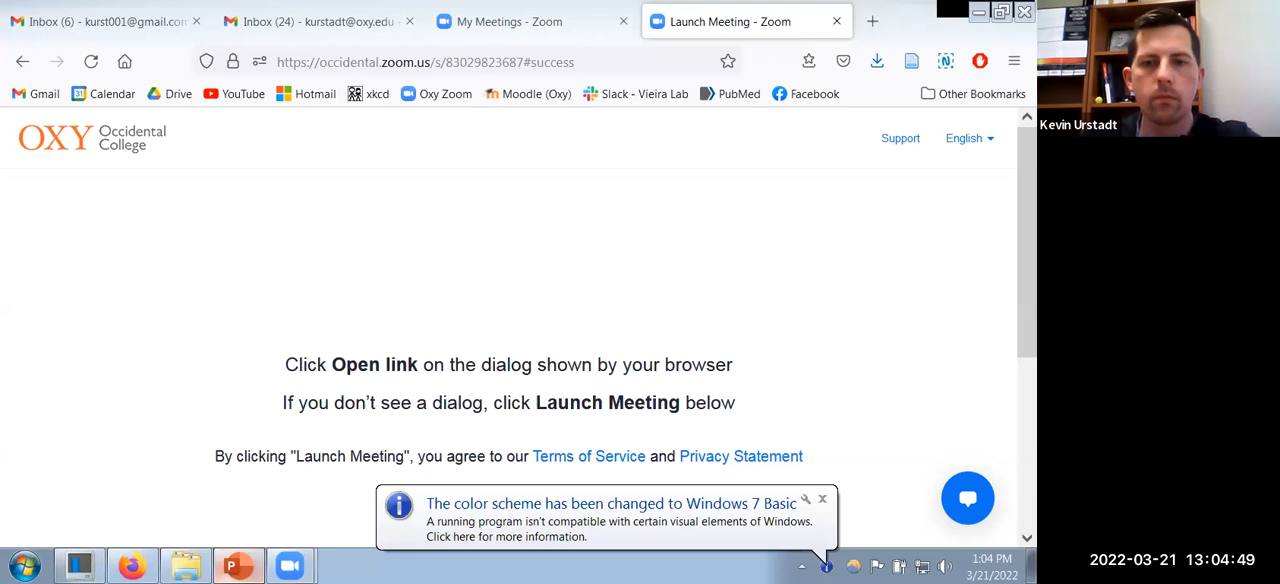 Inbox (6) - kurst001@gmail.com
Inbox (24) - kurstadt@oxy.edu -
My Meetings - Zoom
Launch Meeting - Zoom
https://occidental.zoom.us/s/83029823687#success
Gmail
Calendar
Drive
YouTube
Hotmail
xkcd
Oxy Zoom
Moodle (Oxy)
Slack - Vieira Lab
PubMed
Facebook
Other Bookmarks
Kevin Urstadt
OXY Occidental
College
Support
English
Click Open link on the dialog shown by your browser
If you don't see a dialog, click Launch Meeting below
By clicking "Launch Meeting", you agree to our Terms of Service and Privacy Statement
The color scheme has been changed to Windows 7 Basic
A running program isn't compatible with certain visual elements of Windows.
Click here for more information.
1:04 PM
3/21/2022
2022-03-21 13:04:49